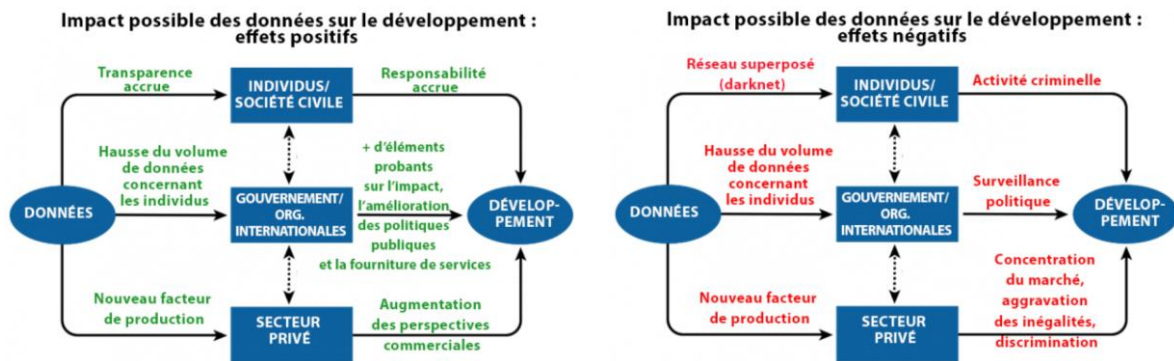 Impact possible des données sur le développement :
effets positifs
Transparence
accrue
INDIVIDUS/
SOCIÉTÉ CIVILE
Responsabilité
accrue
Hausse du volume
de données
concernant
les individus
+ d'éléments
probants
sur l'impact,
l'amélioration
des politiques
publiques
et la fourniture de services
DONNÉES
GOUVERNEMENT/
ORG.
INTERNATIONALES
DÉVELOP-
PEMENT
Nouveau facteur
de production
SECTEUR
PRIVÉ
Augmentation
des perspectives
commerciales
Impact possible des données sur le développement :
effets négatifs
Réseau superposé
(darknet)
INDIVIDUS/
SOCIÉTÉ CIVILE
Activité criminelle
Hausse du volume
de données
concernant
les individus
DONNÉES
GOUVERNEMENT/
ORG.
INTERNATIONALES
Surveillance
politique
DÉVELOP-
PEMENT
Nouveau facteur
de production
SECTEUR
PRIVÉ
Concentration
du marché,
aggravation
des inégalités,
discrimination